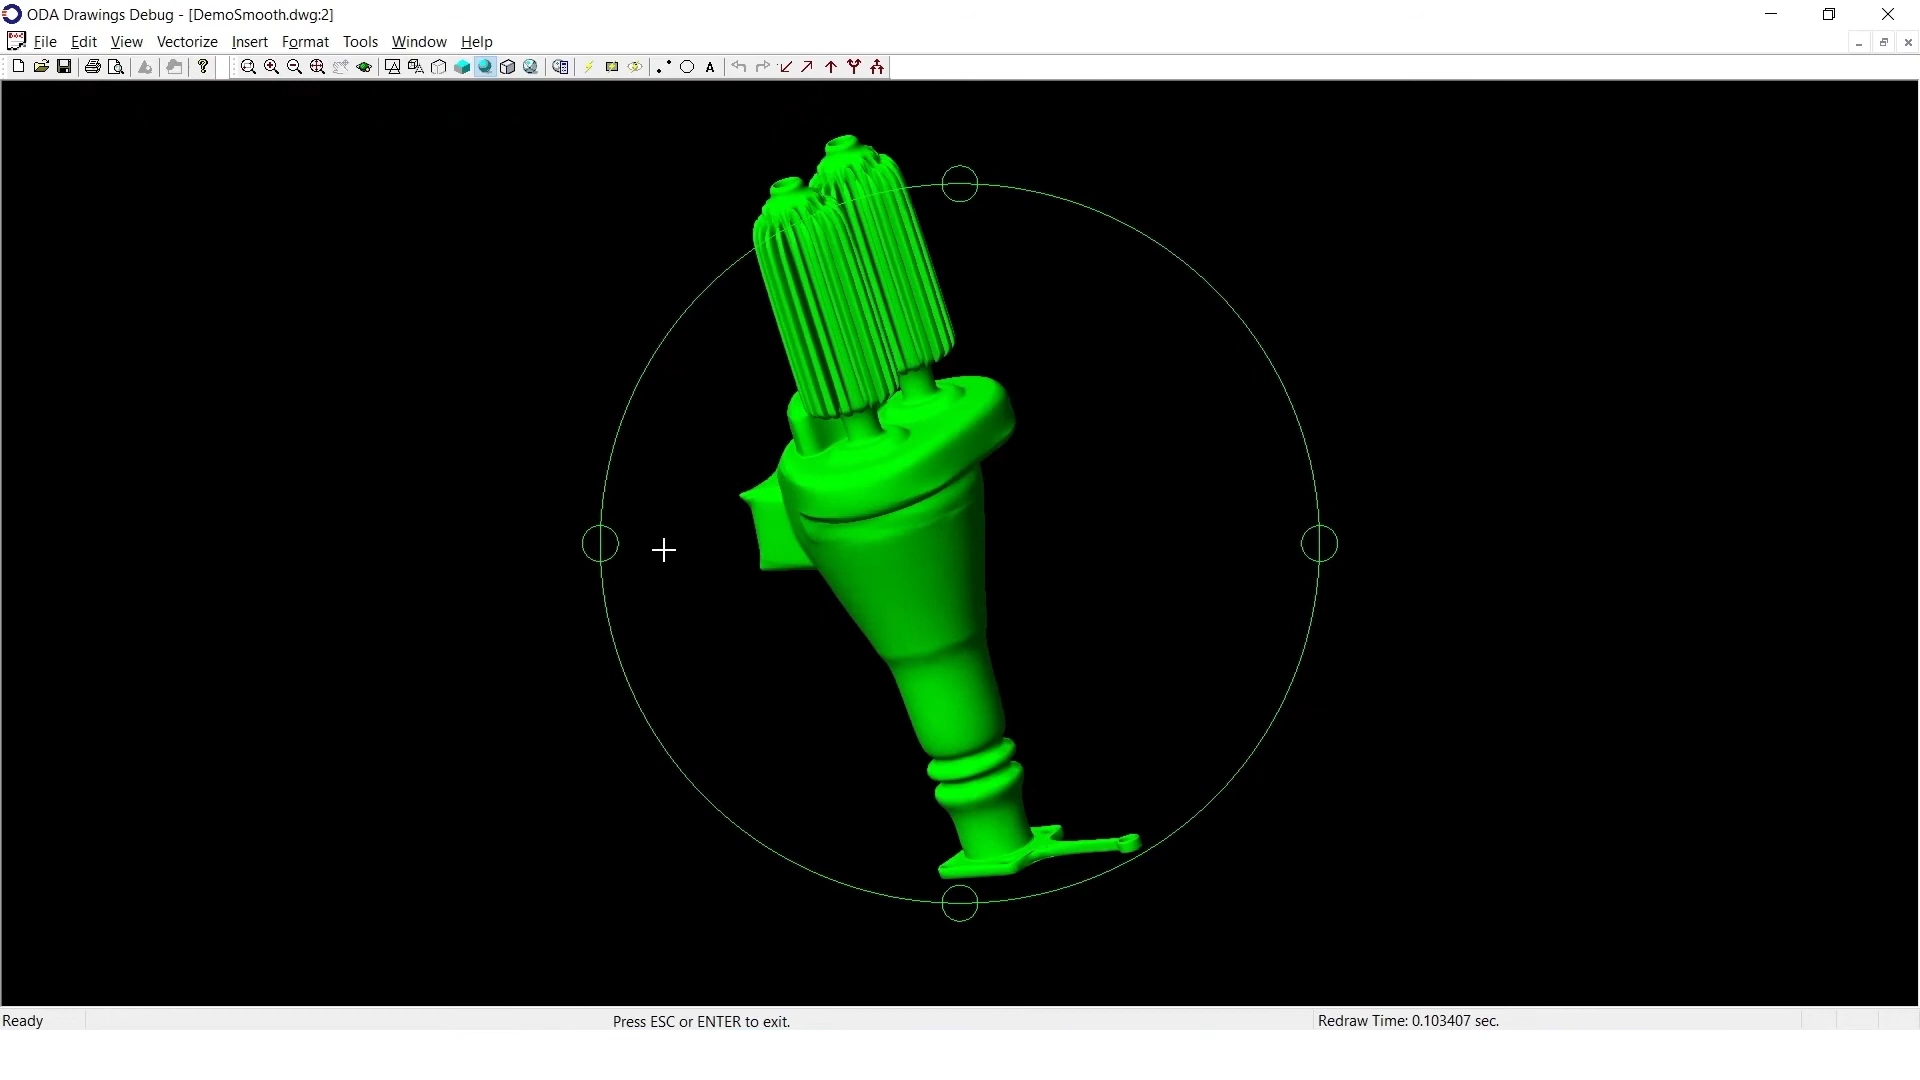 ODA Drawings Debug - [DemoSmooth.dwg:2]
File Edit View Vectorize Insert Format Tools Window Help
Ready Press ESC or ENTER to exit. Redraw Time: 0.103407 sec.